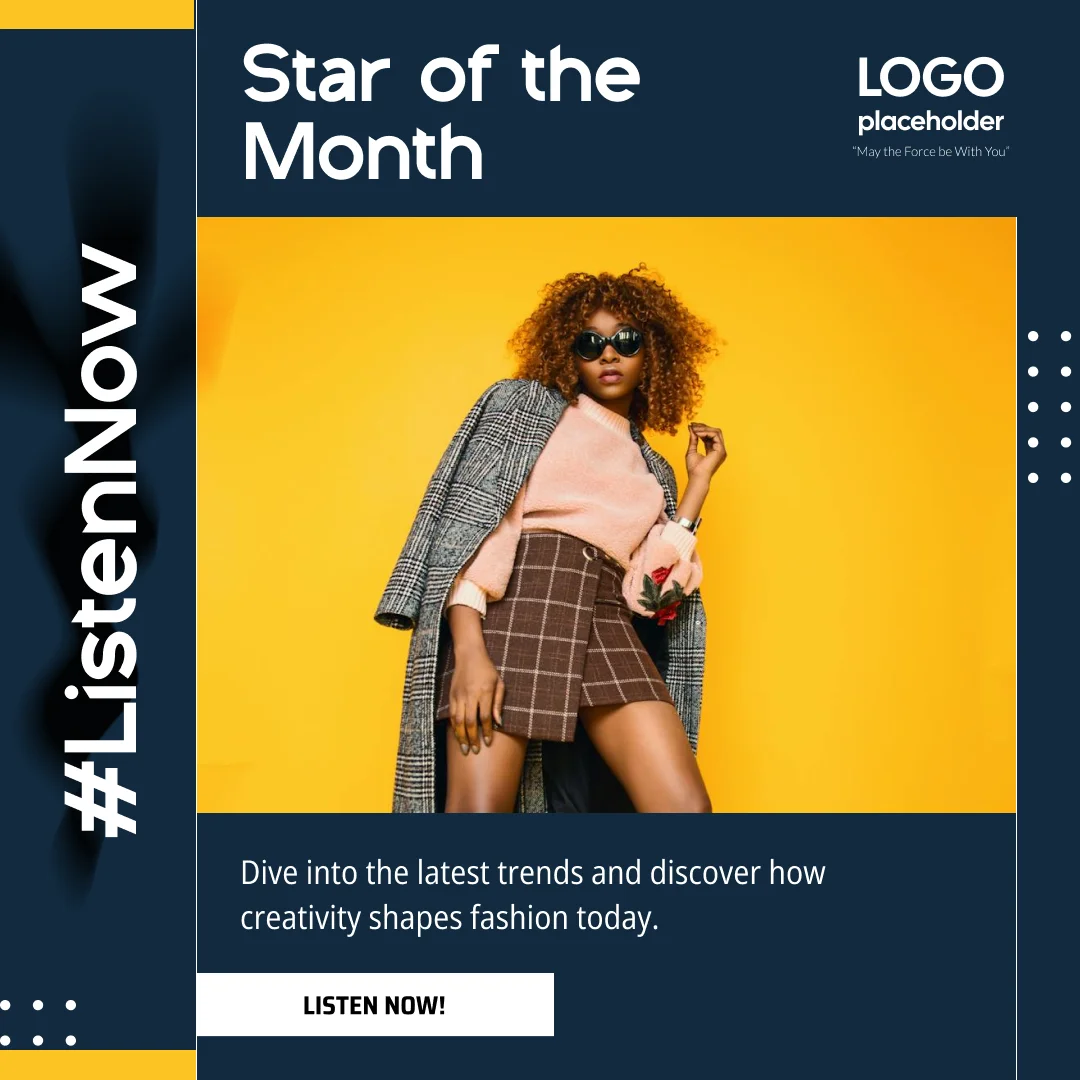 Star of the
Month
LOGO
placeholder
"May the Force be With You"
#ListenNow
Dive into the latest trends and discover how
creativity shapes fashion today.
LISTEN NOW!